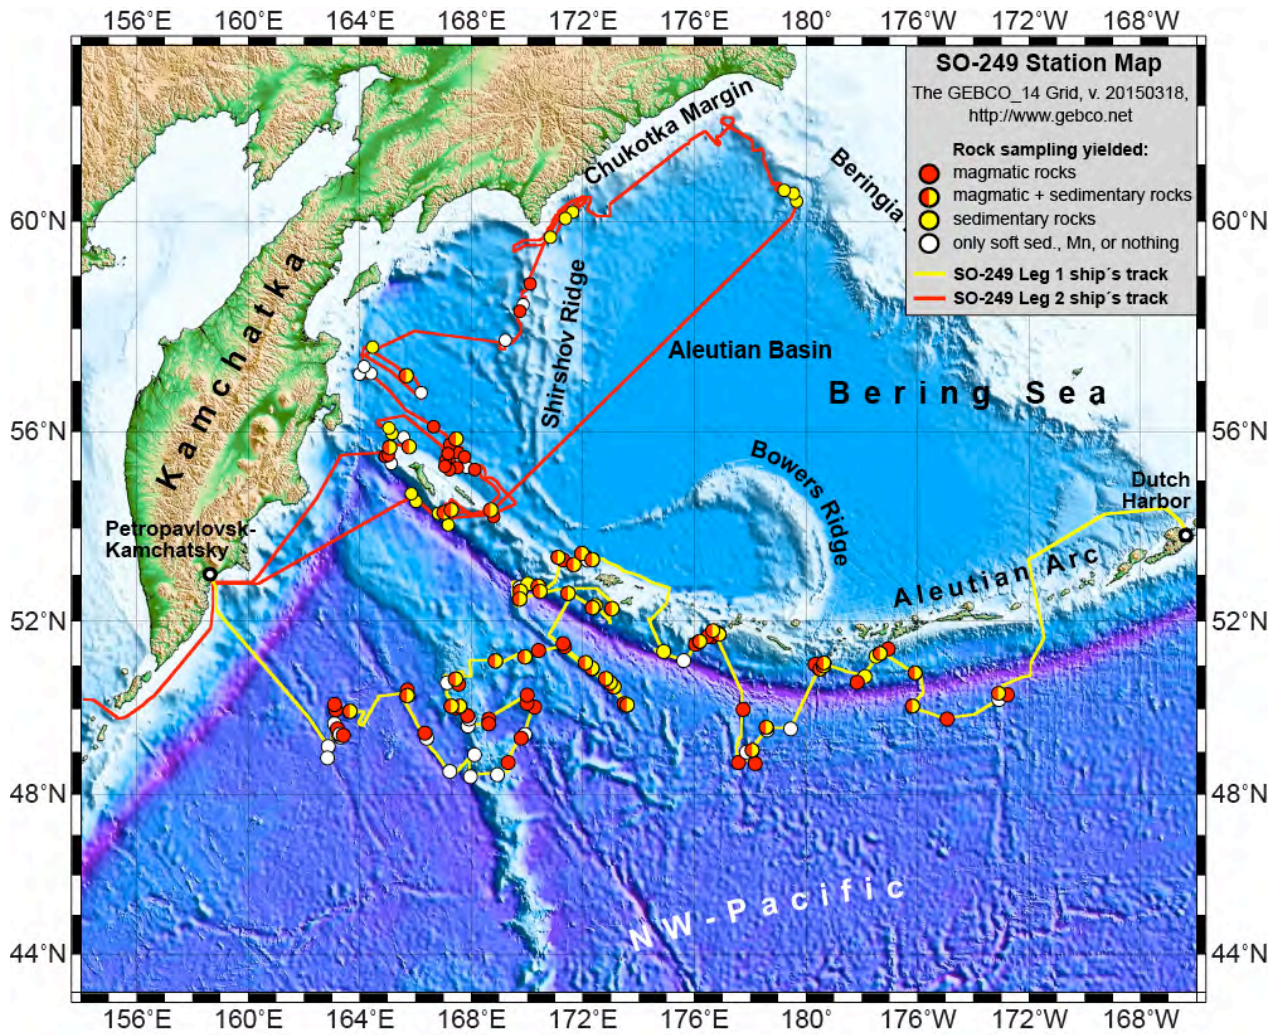 156°E 160°E 164°E 168°E 172°E 176°E 180° 176°W 172°W 168°W
SO-249 Station Map
The GEBCO_14 Grid, v. 20150318,
http://www.gebco.net
Rock sampling yielded:
magmatic rocks
magmatic + sedimentary rocks
sedimentary rocks
only soft sed., Mn, or nothing
SO-249 Leg 1 ship´s track
SO-249 Leg 2 ship´s track
Chukotka Margin
Beringia
60°N 60°N
Kamchatka
Shirshov Ridge
Aleutian Basin
Bering Sea
56°N 56°N
Bowers Ridge
Dutch
Harbor
Petropavlovsk-
Kamchatsky
Aleutian Arc
52°N 52°N
48°N 48°N
NW-Pacific
44°N 44°N
156°E 160°E 164°E 168°E 172°E 176°E 180° 176°W 172°W 168°W